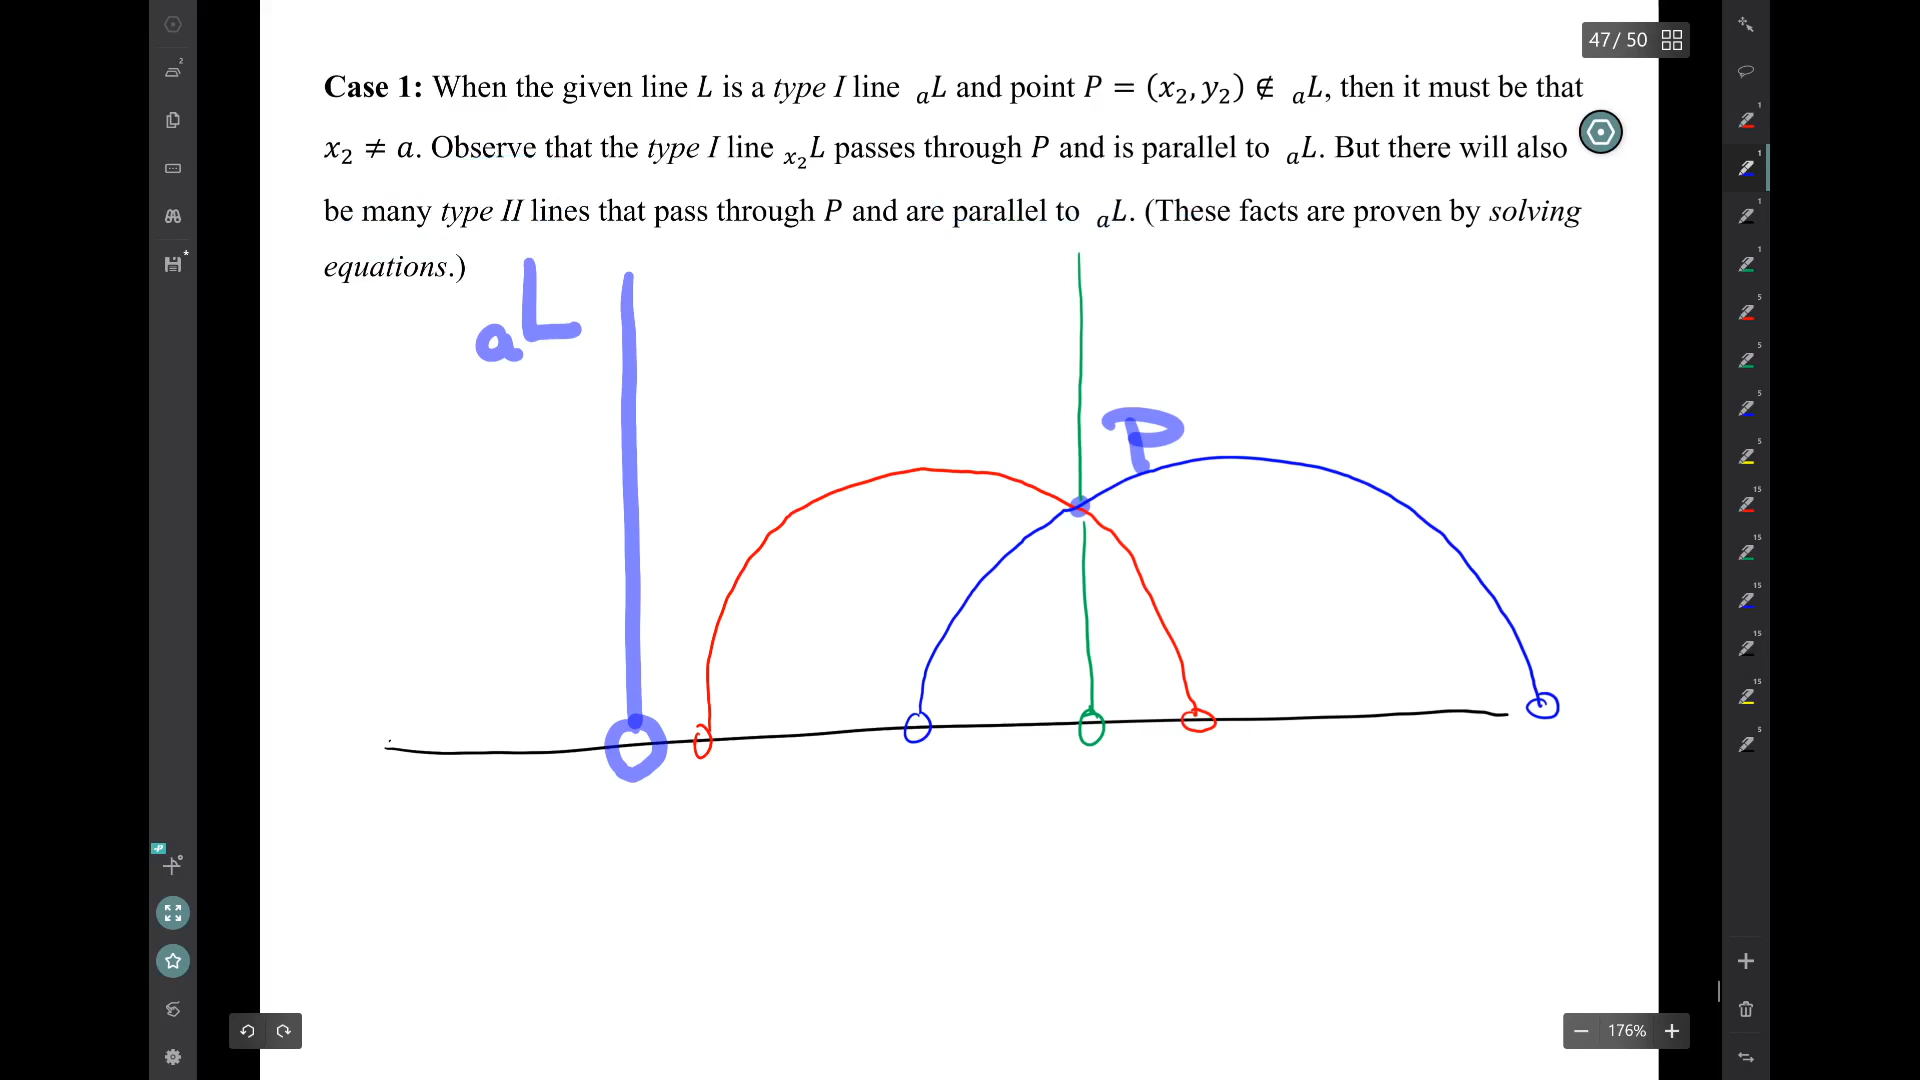 47/ 50
Case 1: When the given line L is a type I line ₐL and point P = (x₂, y₂) ∉ ₐL, then it must be that
x₂ ≠ a. Observe that the type I line ₓ₂L passes through P and is parallel to ₐL. But there will also
be many type II lines that pass through P and are parallel to ₐL. (These facts are proven by solving
equations.)
ₐL
P
176%